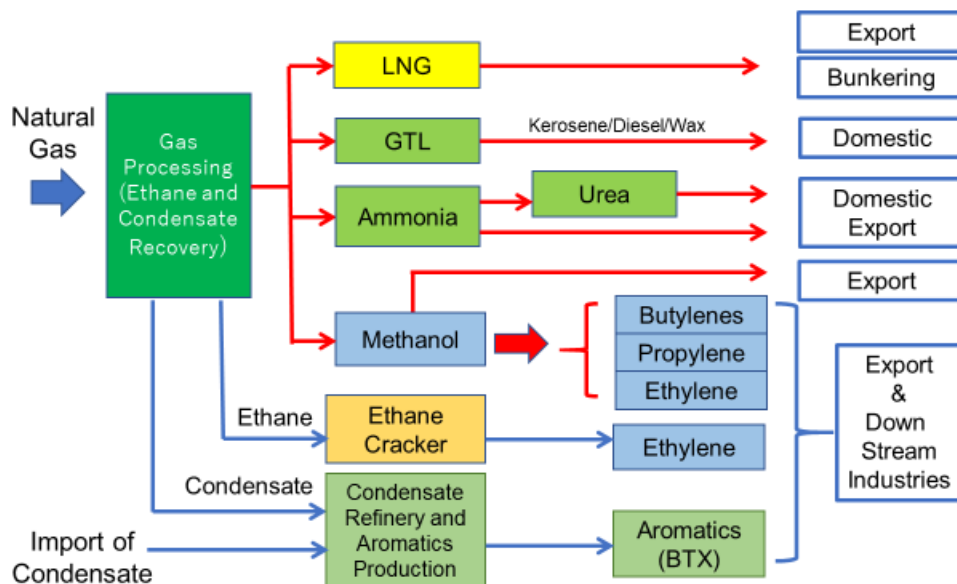 Natural
Gas
Gas
Processing
(Ethane and
Condensate
Recovery)
LNG
Export
Bunkering
GTL
Kerosene/Diesel/Wax
Domestic
Ammonia
Urea
Domestic
Export
Methanol
Export
Butylenes
Propylene
Ethylene
Ethane
Ethane
Cracker
Ethylene
Export
&
Down
Stream
Industries
Condensate
Import of
Condensate
Condensate
Refinery and
Aromatics
Production
Aromatics
(BTX)